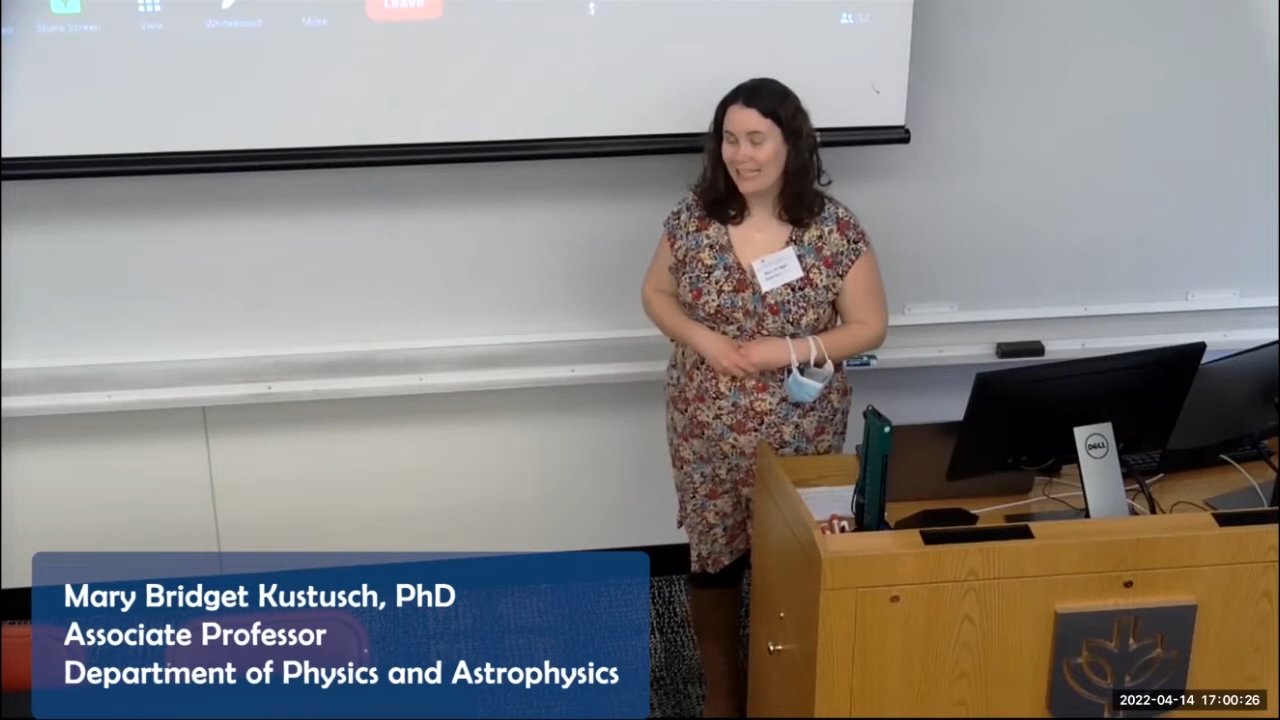 Share Screen
View
Whiteboard
More
Leave
DELL
Mary Bridget Kustusch, PhD
Associate Professor
Department of Physics and Astrophysics
2022-04-14 17:00:26